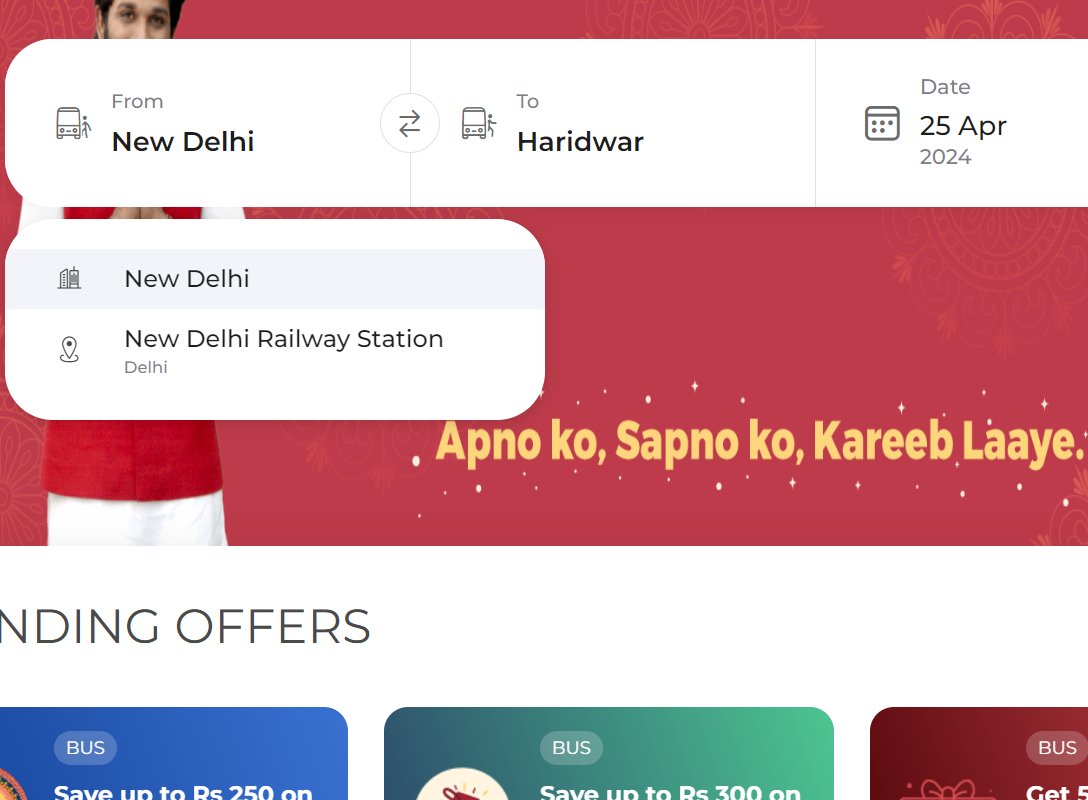 From
New Delhi
To
Haridwar
Date
25 Apr
2024
New Delhi
New Delhi Railway Station
Delhi
Apno ko, Sapno ko, Kareeb Laaye.
NDING OFFERS
BUS
Save up to Rs 250 on
BUS
Save up to Rs 300 on
BUS
Get